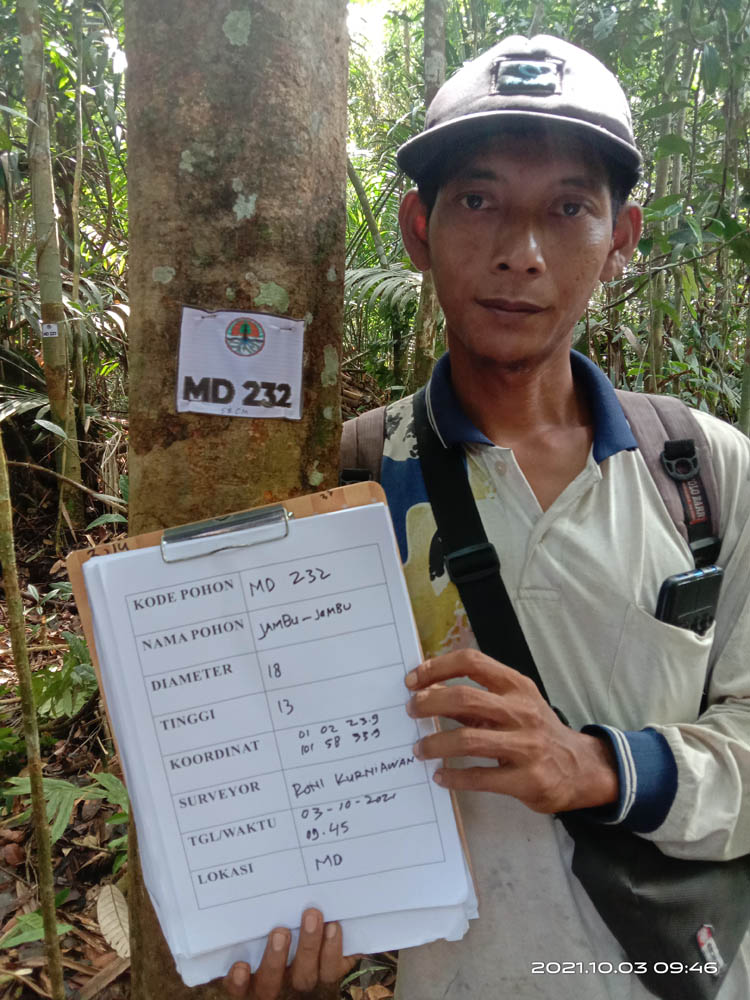 MD 232
KODE POHON MD 232
NAMA POHON JAMBU-JAMBU
DIAMETER 18
TINGGI 13
KOORDINAT 01 02 23.9
101 58 33.9
SURVEYOR RONI KURNIAWAN
TGL/WAKTU 03-10-2021
09.45
LOKASI MD
2021.10.03 09:46